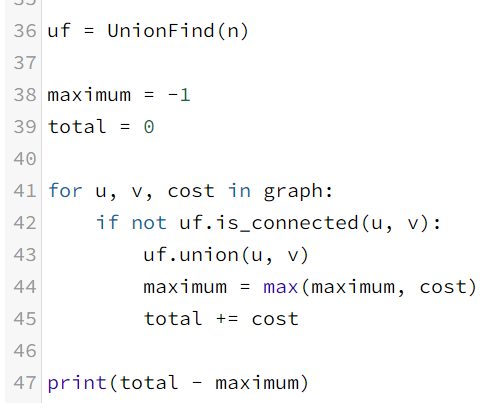 36 uf = UnionFind(n)
37
38 maximum = -1
39 total = 0
40
41 for u, v, cost in graph:
42     if not uf.is_connected(u, v):
43         uf.union(u, v)
44         maximum = max(maximum, cost)
45         total += cost
46
47 print(total - maximum)